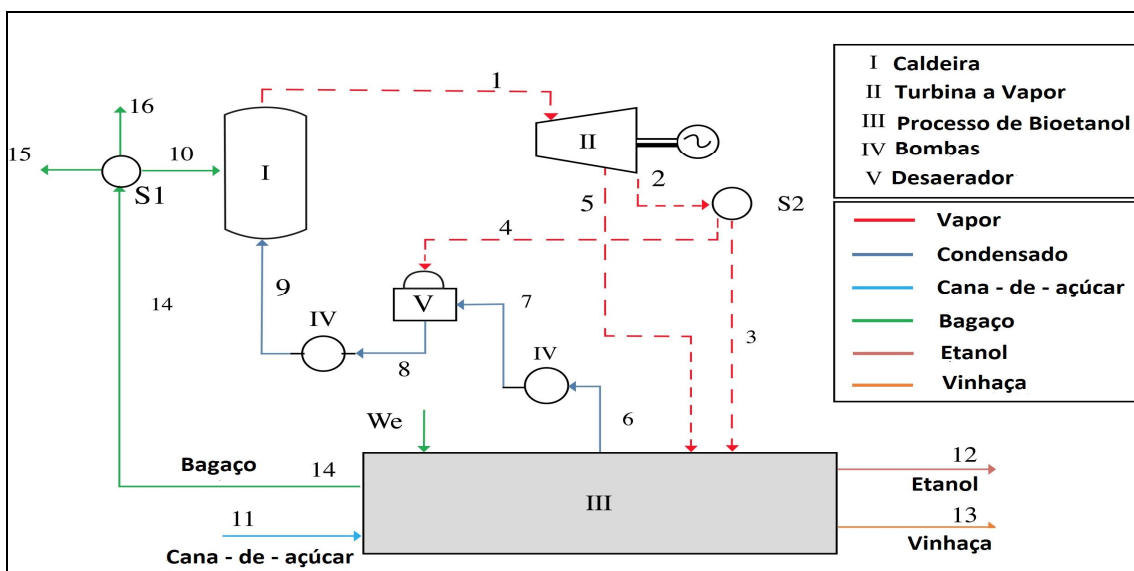 1
16
15
10
S1
I
II
2
5
S2
4
I Caldeira
II Turbina a Vapor
III Processo de Bioetanol
IV Bombas
V Desaerador
Vapor
Condensado
Cana - de - açúcar
Bagaço
Etanol
Vinhaça
9
14
V
7
IV
IV
8
3
We
6
Bagaço
14
III
12
Etanol
11
Cana - de - açúcar
13
Vinhaça